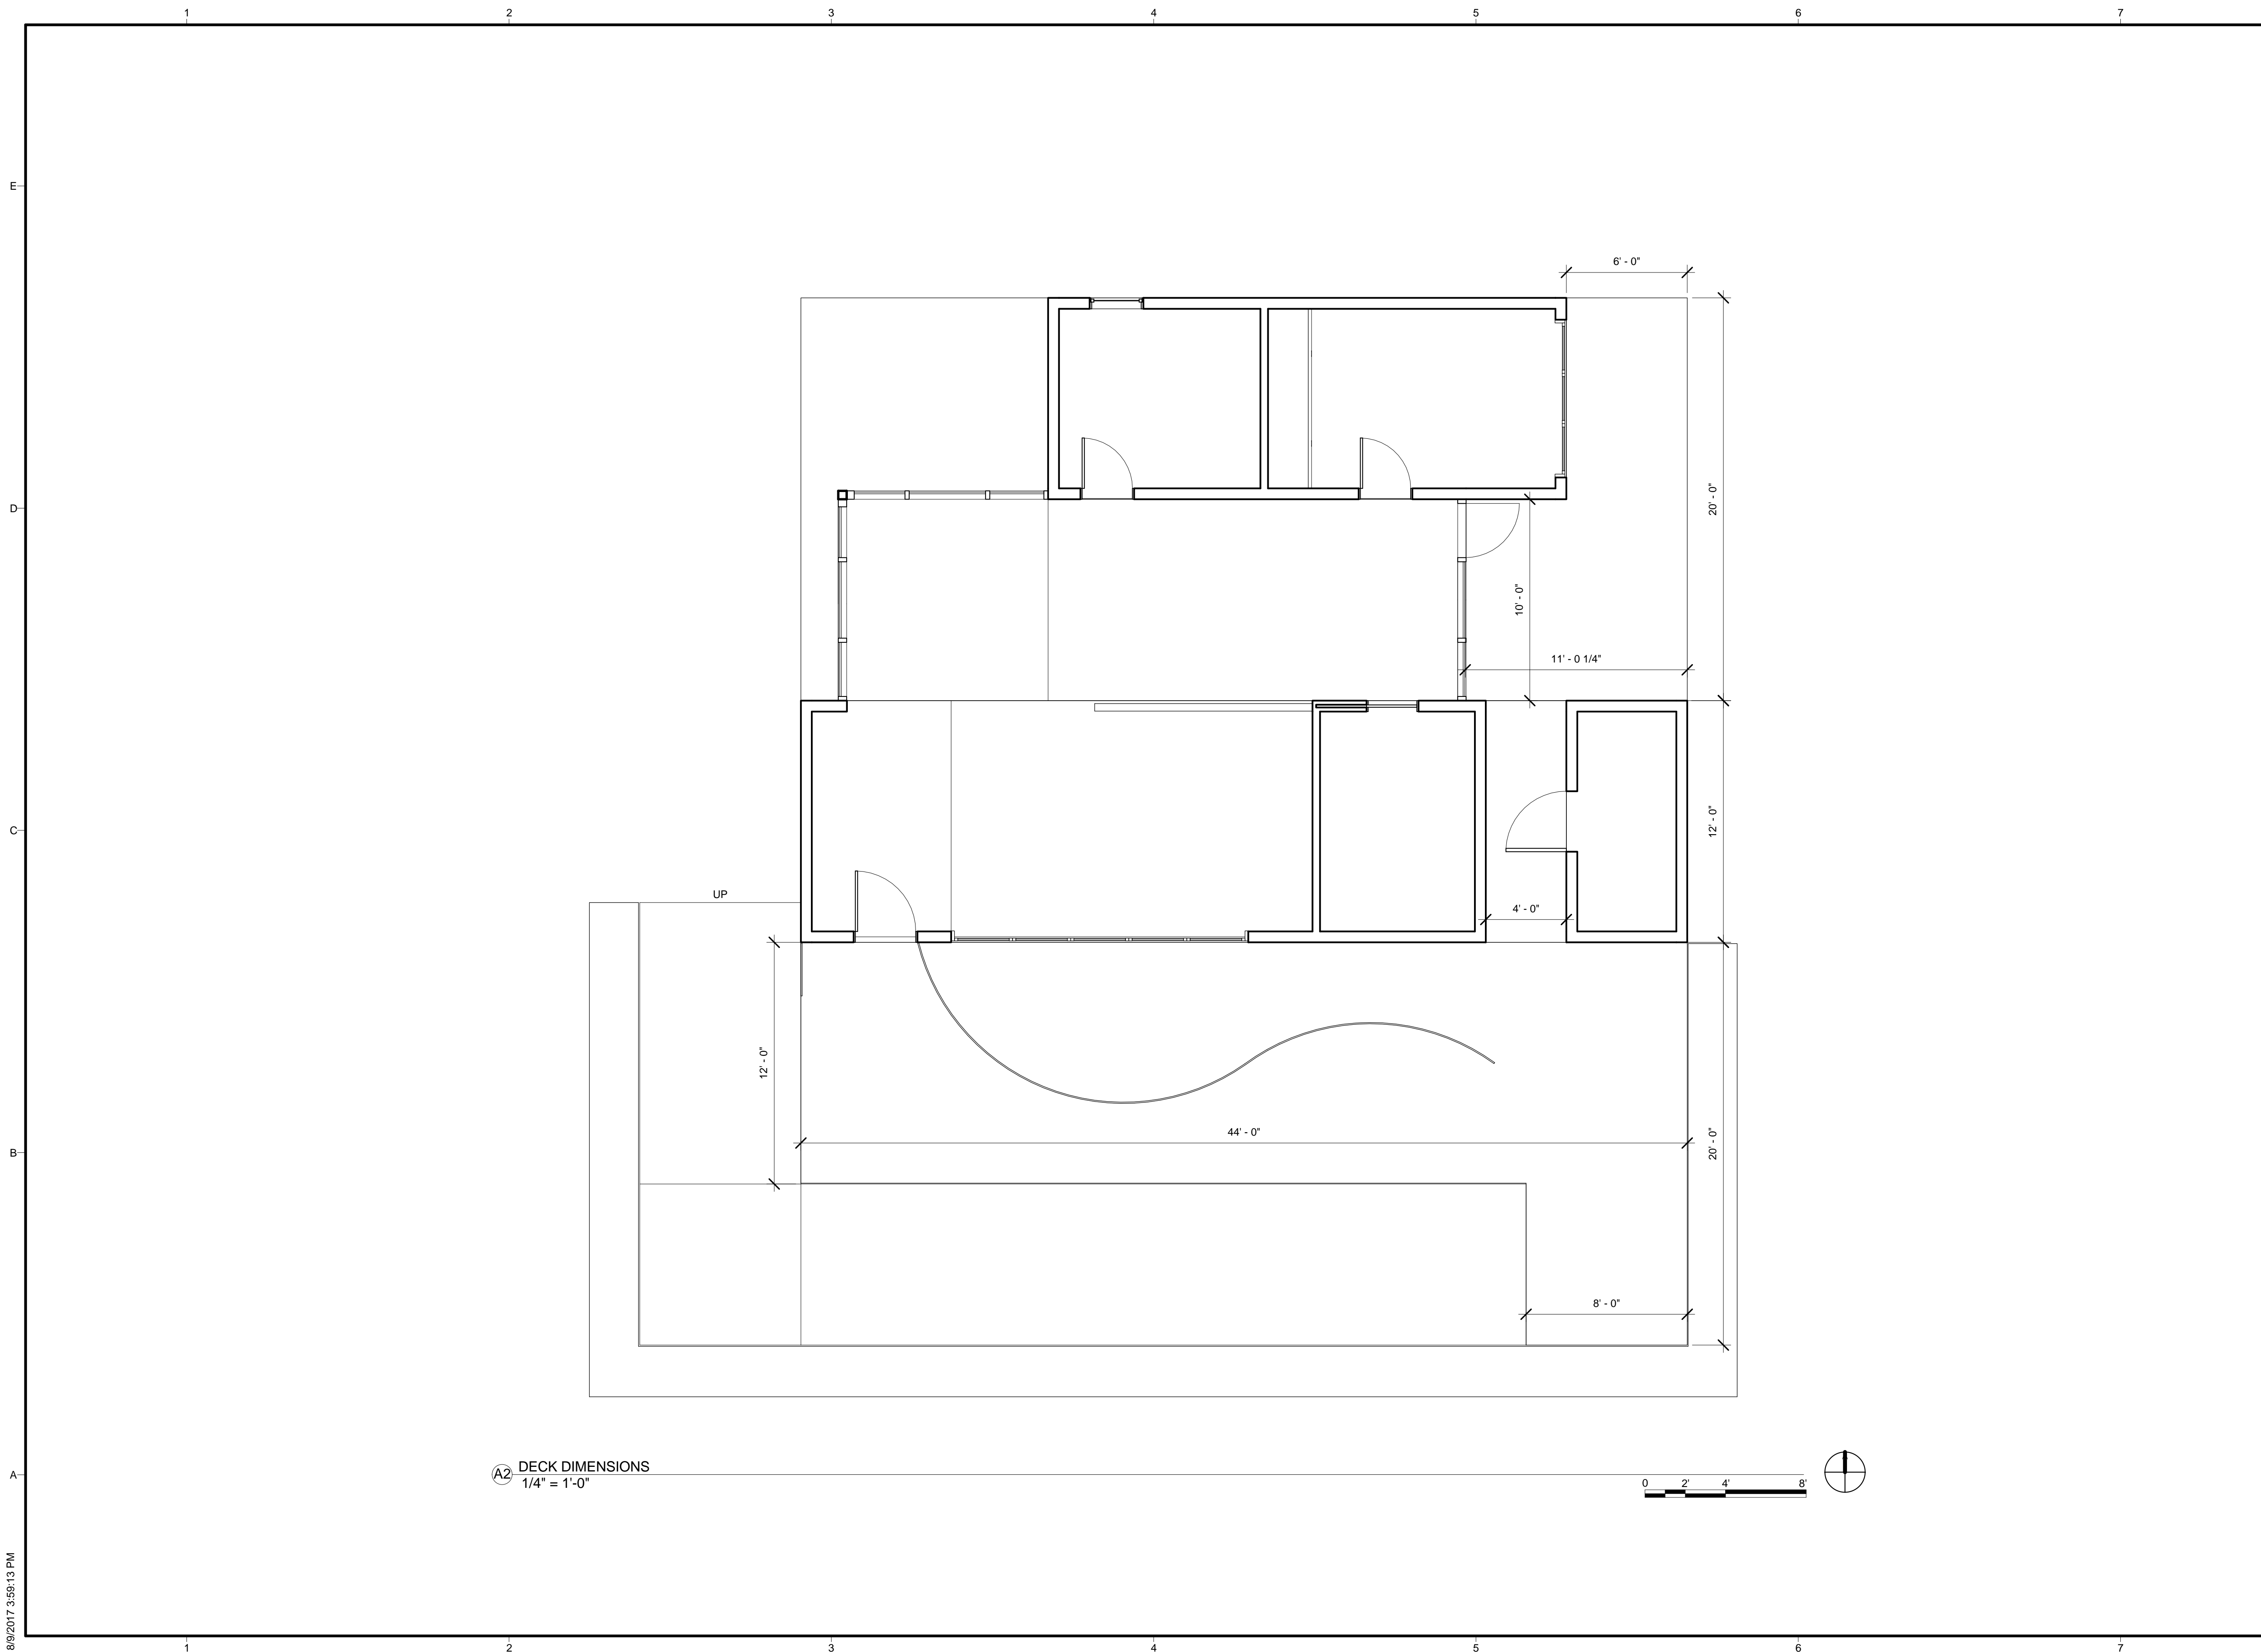 1 2 3 4 5 6 7
E
6' - 0"
D
20' - 0"
10' - 0"
11' - 0 1/4"
C
12' - 0"
UP
4' - 0"
12' - 0"
44' - 0"
B
20' - 0"
8' - 0"
A
A2 DECK DIMENSIONS
1/4" = 1'-0"
0 2' 4' 8'
8/9/2017 3:59:13 PM
1 2 3 4 5 6 7